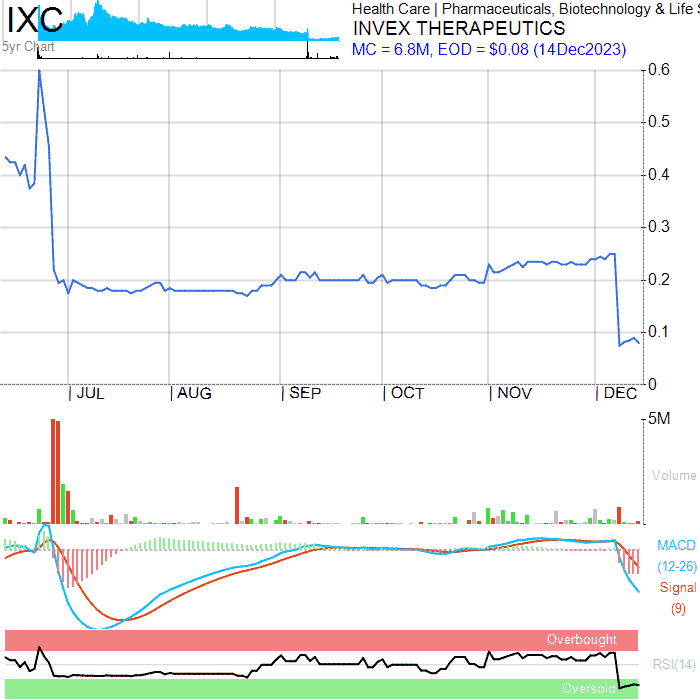 IXC
5yr Chart
Health Care | Pharmaceuticals, Biotechnology & Life S
INVEX THERAPEUTICS
MC = 6.8M, EOD = $0.08 (14Dec2023)
0.6
0.5
0.4
0.3
0.2
0.1
0
JUL
AUG
SEP
OCT
NOV
DEC
5M
Volume
MACD
(12-26)
Signal
(9)
Overbought
RSI(14)
Oversold